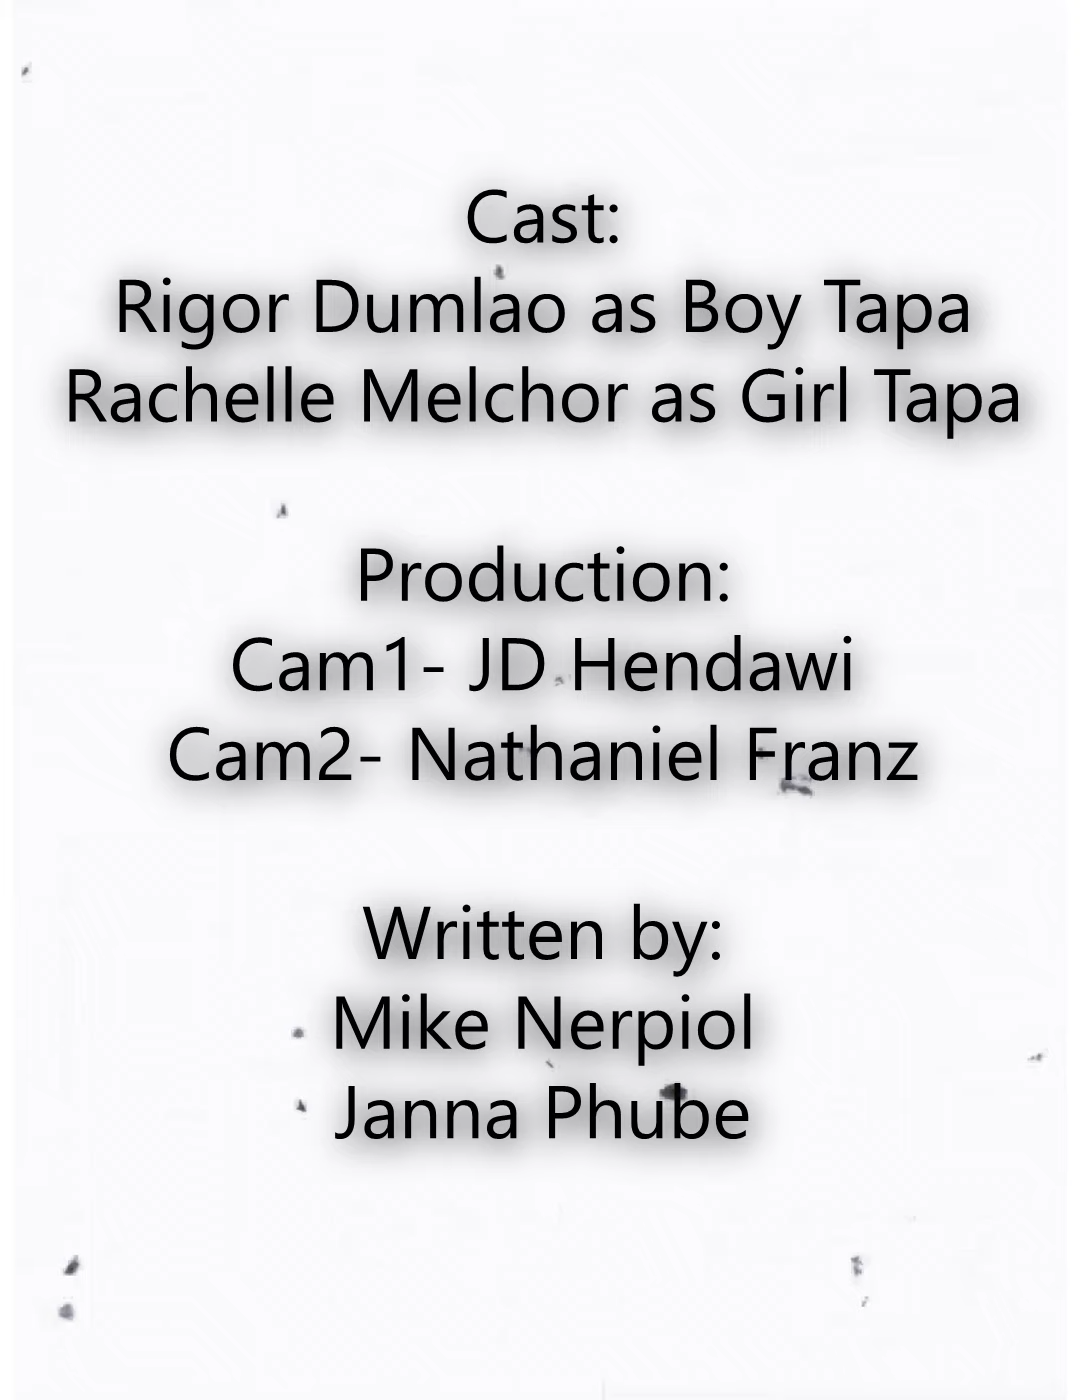 Cast:
Rigor Dumlao as Boy Tapa
Rachelle Melchor as Girl Tapa
Production:
Cam1- JD Hendawi
Cam2- Nathaniel Franz
Written by:
Mike Nerpiol
Janna Phube